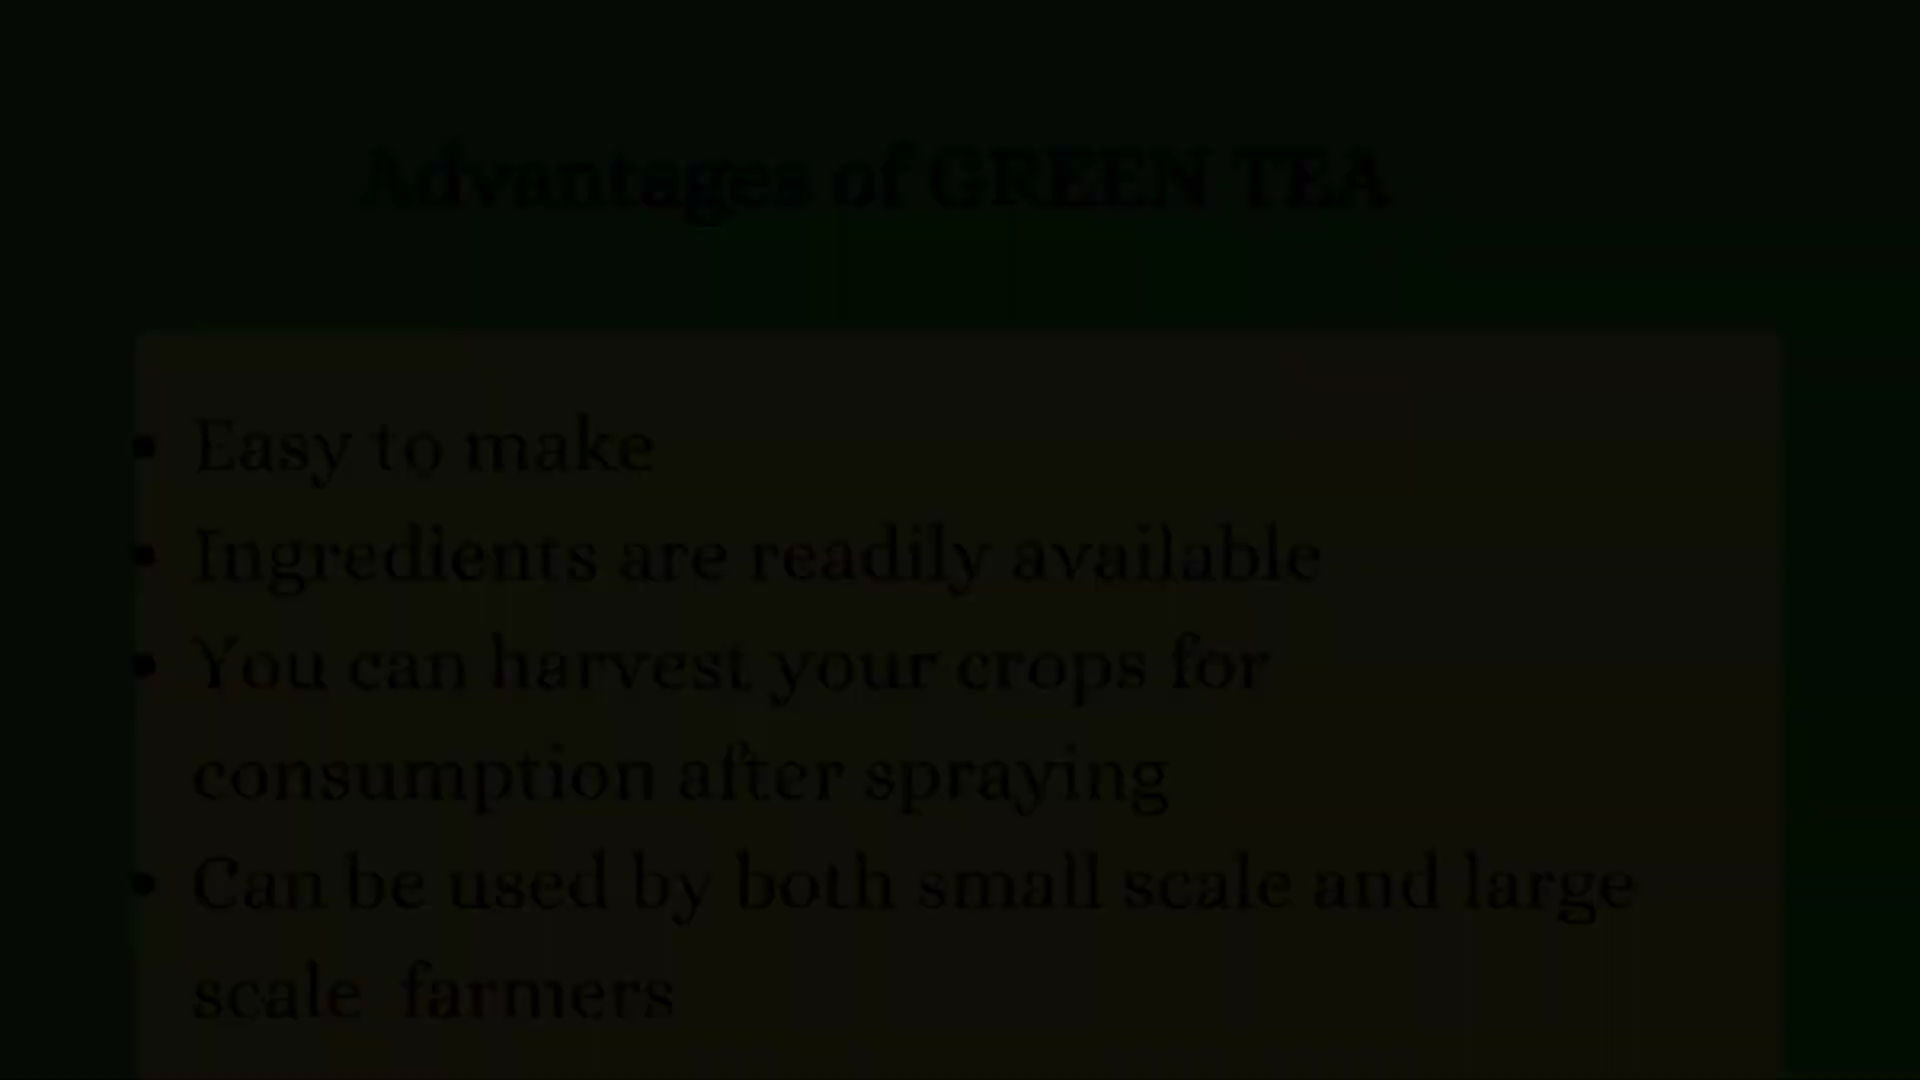 Advantages of GREEN TEA
• Easy to make
• Ingredients are readily available
• You can harvest your crops for
consumption after spraying
• Can be used by both small scale and large
scale farmers